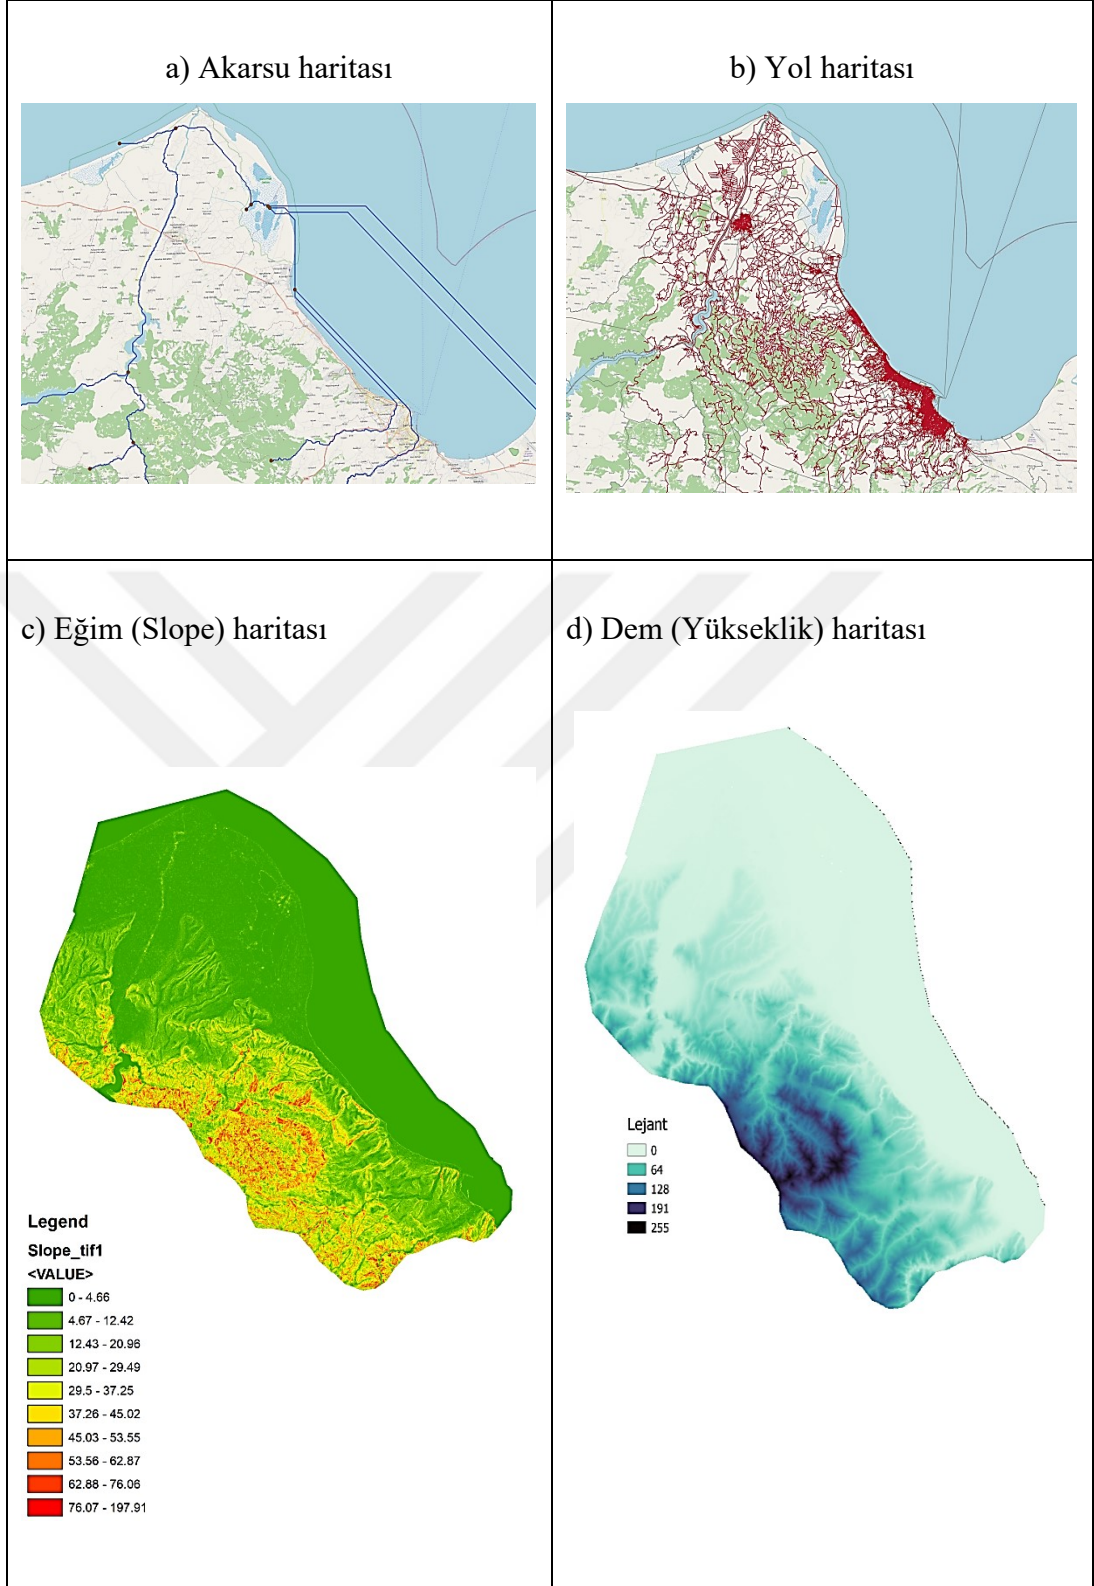 a) Akarsu haritası
b) Yol haritası
c) Eğim (Slope) haritası
d) Dem (Yükseklik) haritası
Legend
Slope_tif1
<VALUE>
0 - 4.66
4.67 - 12.42
12.43 - 20.96
20.97 - 29.49
29.5 - 37.25
37.26 - 45.02
45.03 - 53.55
53.56 - 62.87
62.88 - 76.06
76.07 - 197.91
Lejant
0
64
128
191
255